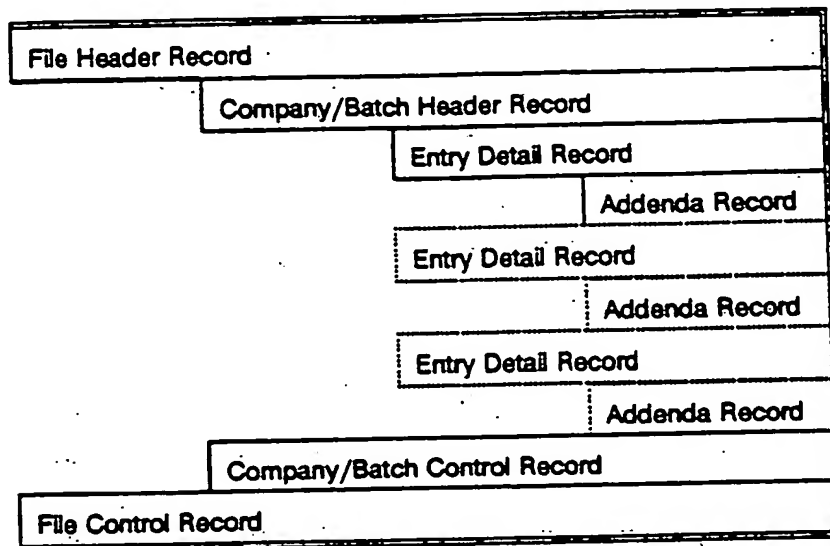 File Header Record
Company/Batch Header Record
Entry Detail Record
Addenda Record
Entry Detail Record
Addenda Record
Entry Detail Record
Addenda Record
Company/Batch Control Record
File Control Record